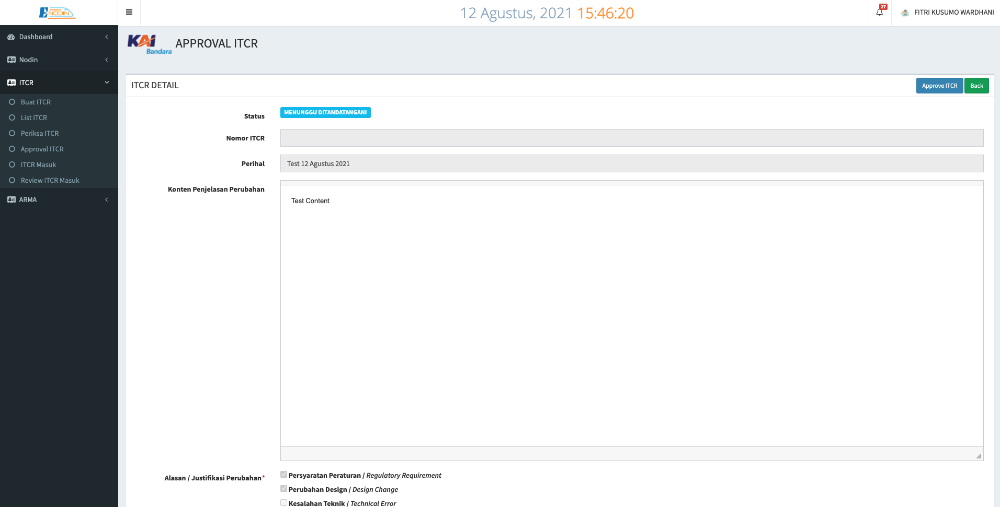 NODIN
12 Agustus, 2021 15:46:20
27
FITRI KUSUMO WARDHANI
Dashboard
Nodin
ITCR
Buat ITCR
List ITCR
Periksa ITCR
Approval ITCR
ITCR Masuk
Review ITCR Masuk
ARMA
KAI Bandara
APPROVAL ITCR
ITCR DETAIL
Approve ITCR
Back
Status
MENUNGGU DITANDATANGANI
Nomor ITCR
Perihal
Test 12 Agustus 2021
Konten Penjelasan Perubahan
Test Content
Alasan / Justifikasi Perubahan*
Persyaratan Peraturan / Regulatory Requirement
Perubahan Design / Design Change
Kesalahan Teknik / Technical Error